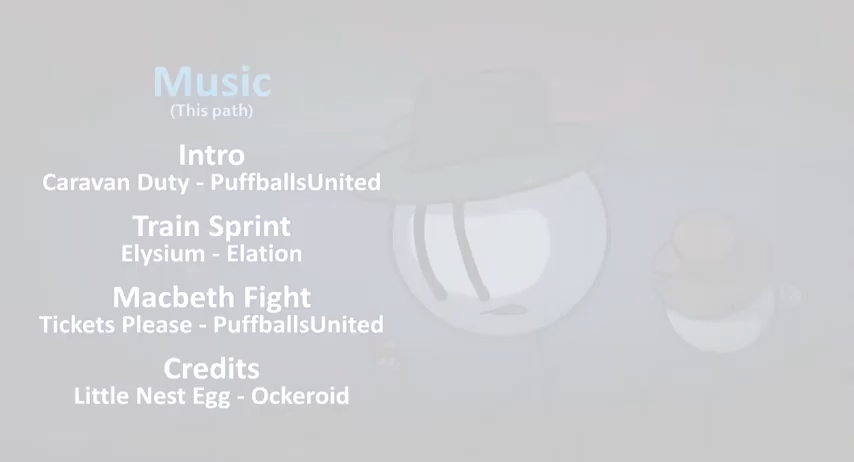 Music
(This path)
Intro
Caravan Duty - PuffballsUnited
Train Sprint
Elysium - Elation
Macbeth Fight
Tickets Please - PuffballsUnited
Credits
Little Nest Egg - Ockeroid